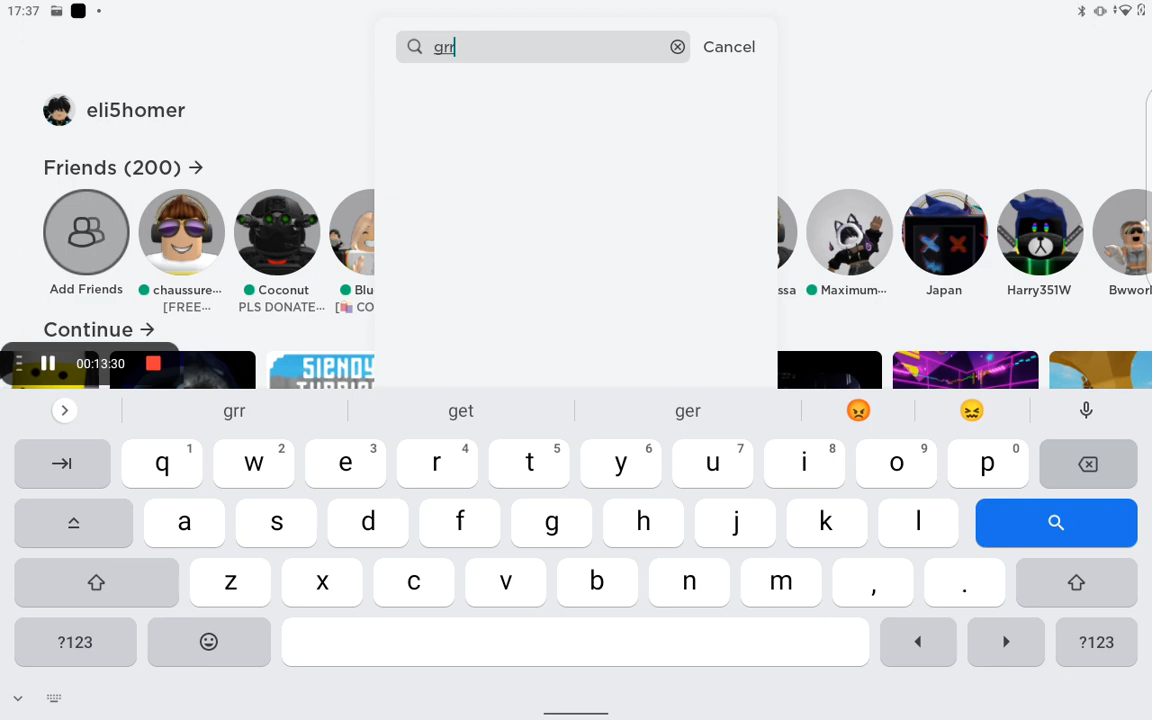 17:37
grr
Cancel
eli5homer
Friends (200) →
Add Friends
chaussure...
[FREE...
Coconut
PLS DONATE...
Blu
[🛍️ CO
ssa
Maximum...
Japan
Harry351W
Bwworl
Continue →
00:13:30
SIENDY
grr get ger 😡 😖
q 1 w 2 e 3 r 4 t 5 y 6 u 7 i 8 o 9 p 0
a s d f g h j k l
z x c v b n m , .
?123 ?123